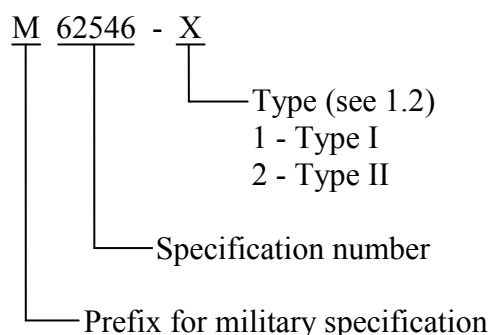 M 62546 - X
Type (see 1.2)
1 - Type I
2 - Type II
Specification number
Prefix for military specification